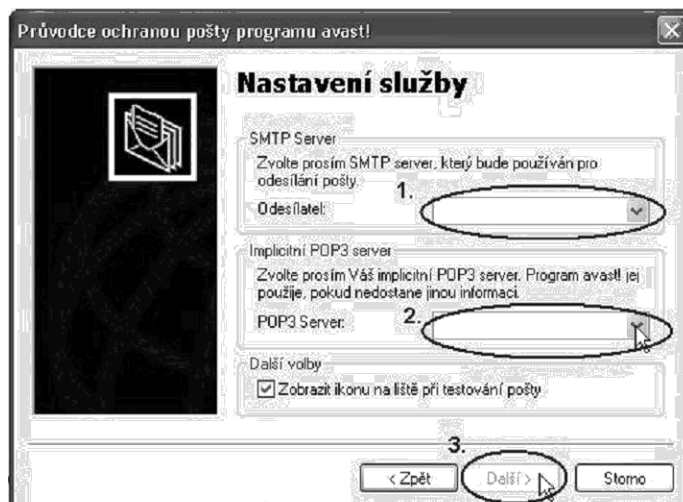 Průvodce ochranou pošty programu avast!
Nastavení služby
SMTP Server
Zvolte prosím SMTP server, který bude používán pro
odesílání pošty.
1.
Odesílatel:
Implicitní POP3 server
Zvolte prosím Váš implicitní POP3 server. Program avast! jej
použije, pokud nedostane jinou informaci.
2.
POP3 Server:
Další volby
Zobrazit ikonu na liště při testování pošty
3.
< Zpět Další > Storno